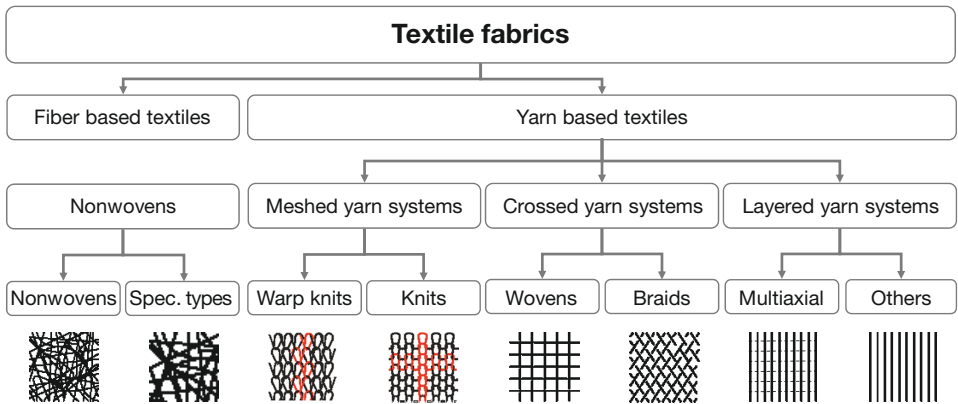 Textile fabrics
Fiber based textiles
Yarn based textiles
Nonwovens
Meshed yarn systems
Crossed yarn systems
Layered yarn systems
Nonwovens
Spec. types
Warp knits
Knits
Wovens
Braids
Multiaxial
Others